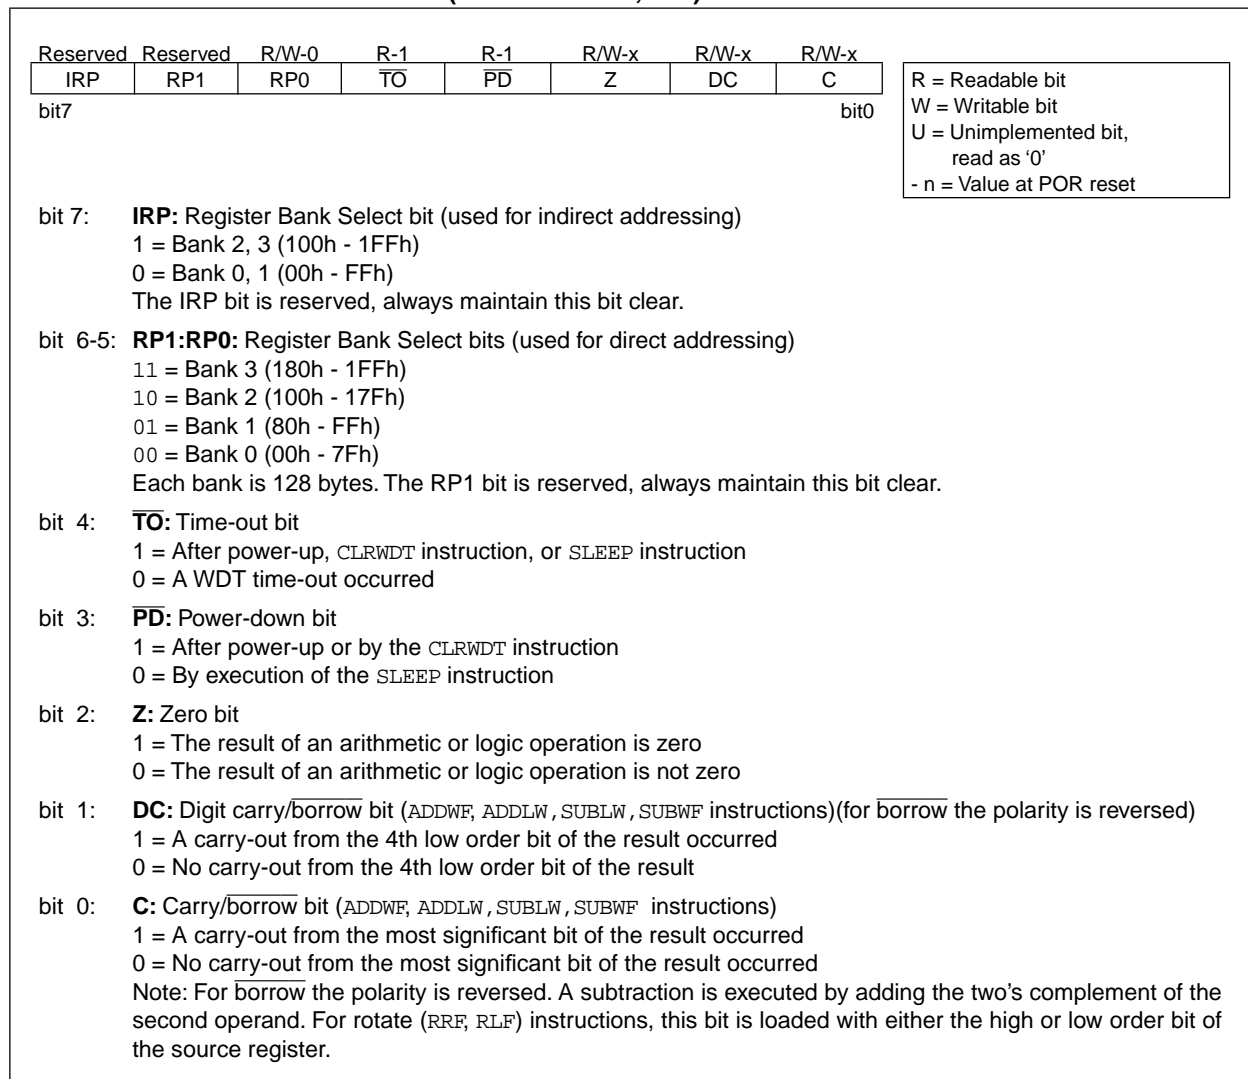 Reserved Reserved R/W-0 R-1 R-1 R/W-x R/W-x R/W-x
IRP RP1 RP0 T̅O̅ P̅D̅ Z DC C
bit7 bit0
R = Readable bit
W = Writable bit
U = Unimplemented bit,
read as ‘0’
- n = Value at POR reset
bit 7: IRP: Register Bank Select bit (used for indirect addressing)
1 = Bank 2, 3 (100h - 1FFh)
0 = Bank 0, 1 (00h - FFh)
The IRP bit is reserved, always maintain this bit clear.
bit 6-5: RP1:RP0: Register Bank Select bits (used for direct addressing)
11 = Bank 3 (180h - 1FFh)
10 = Bank 2 (100h - 17Fh)
01 = Bank 1 (80h - FFh)
00 = Bank 0 (00h - 7Fh)
Each bank is 128 bytes. The RP1 bit is reserved, always maintain this bit clear.
bit 4: T̅O̅: Time-out bit
1 = After power-up, CLRWDT instruction, or SLEEP instruction
0 = A WDT time-out occurred
bit 3: P̅D̅: Power-down bit
1 = After power-up or by the CLRWDT instruction
0 = By execution of the SLEEP instruction
bit 2: Z: Zero bit
1 = The result of an arithmetic or logic operation is zero
0 = The result of an arithmetic or logic operation is not zero
bit 1: DC: Digit carry/b̅o̅r̅r̅o̅w̅ bit (ADDWF, ADDLW, SUBLW, SUBWF instructions)(for b̅o̅r̅r̅o̅w̅ the polarity is reversed)
1 = A carry-out from the 4th low order bit of the result occurred
0 = No carry-out from the 4th low order bit of the result
bit 0: C: Carry/b̅o̅r̅r̅o̅w̅ bit (ADDWF, ADDLW, SUBLW, SUBWF instructions)
1 = A carry-out from the most significant bit of the result occurred
0 = No carry-out from the most significant bit of the result occurred
Note: For b̅o̅r̅r̅o̅w̅ the polarity is reversed. A subtraction is executed by adding the two’s complement of the
second operand. For rotate (RRF, RLF) instructions, this bit is loaded with either the high or low order bit of
the source register.